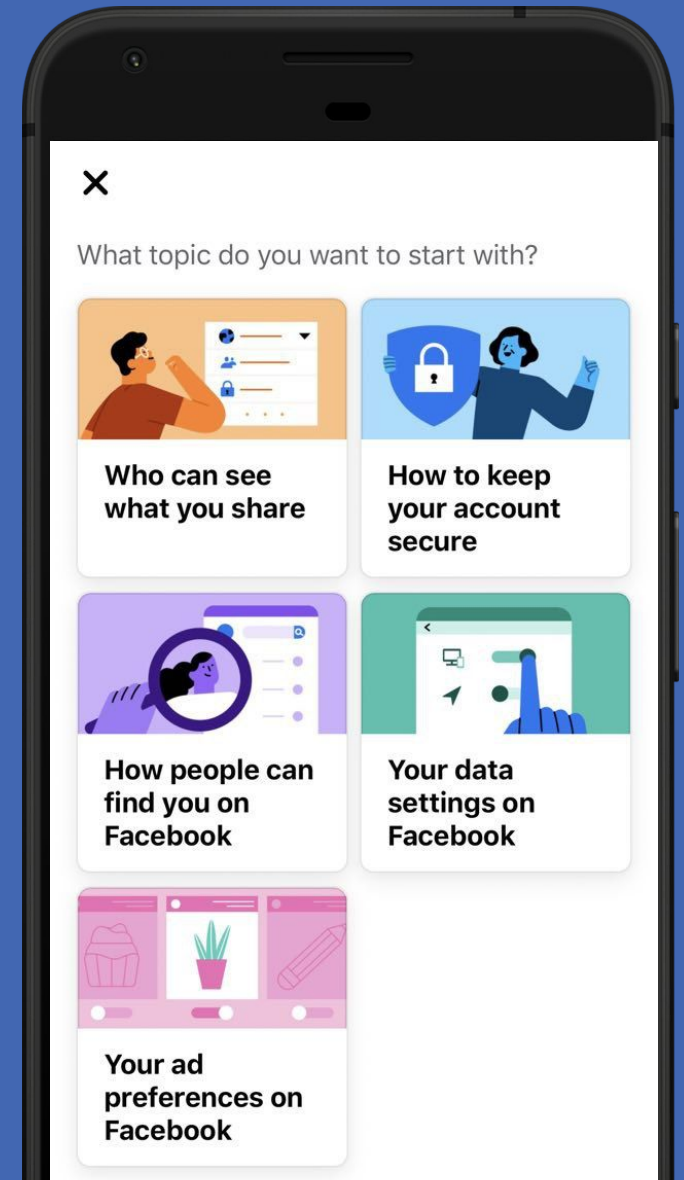 What topic do you want to start with?
Who can see
what you share
How to keep
your account
secure
How people can
find you on
Facebook
Your data
settings on
Facebook
Your ad
preferences on
Facebook